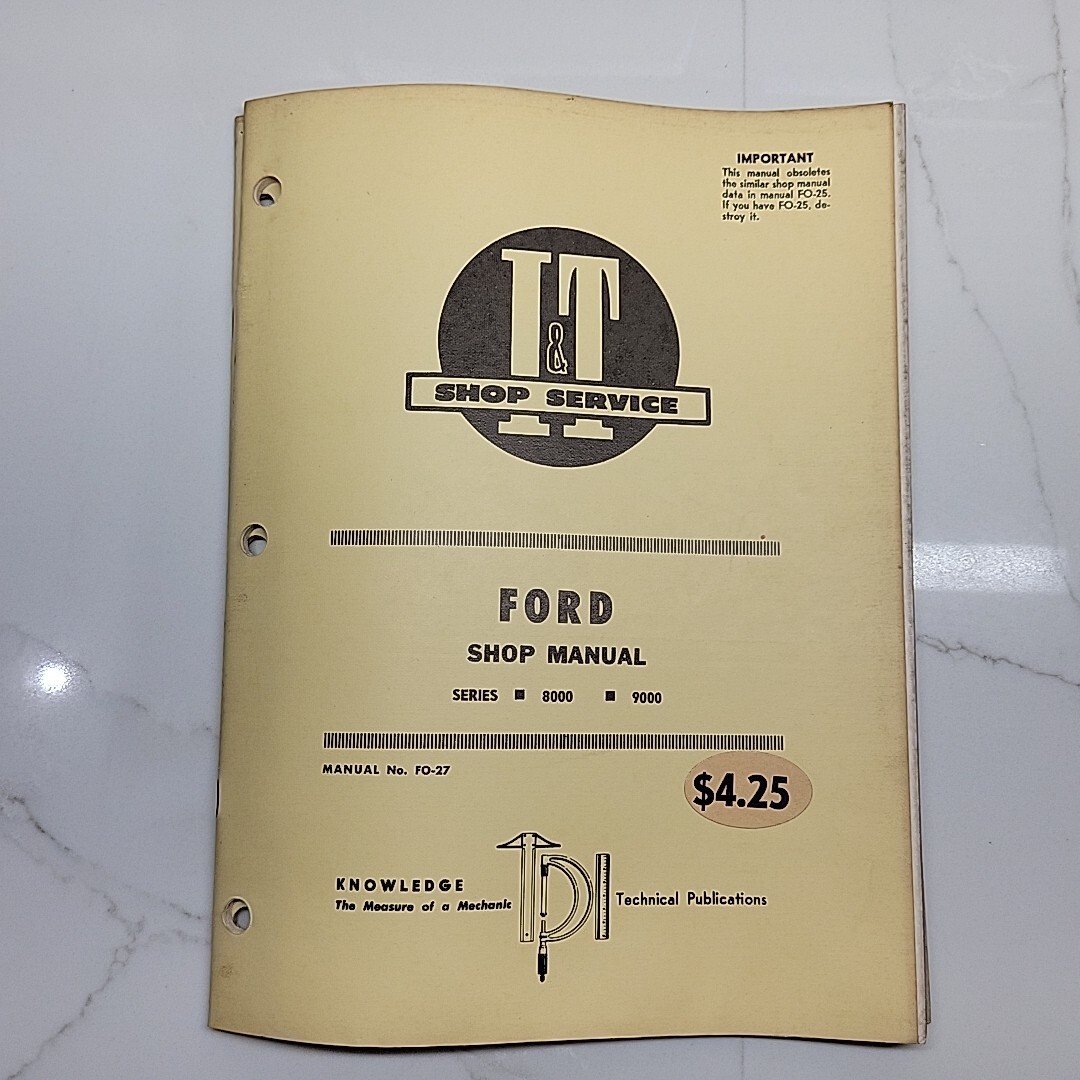 IMPORTANT
This manual obsoletes
the similar shop manual
data in manual FO-25.
If you have FO-25, de-
stroy it.
I&T
SHOP SERVICE
FORD
SHOP MANUAL
SERIES ■ 8000 ■ 9000
MANUAL No. FO-27
$4.25
KNOWLEDGE
The Measure of a Mechanic
TPI
Technical Publications